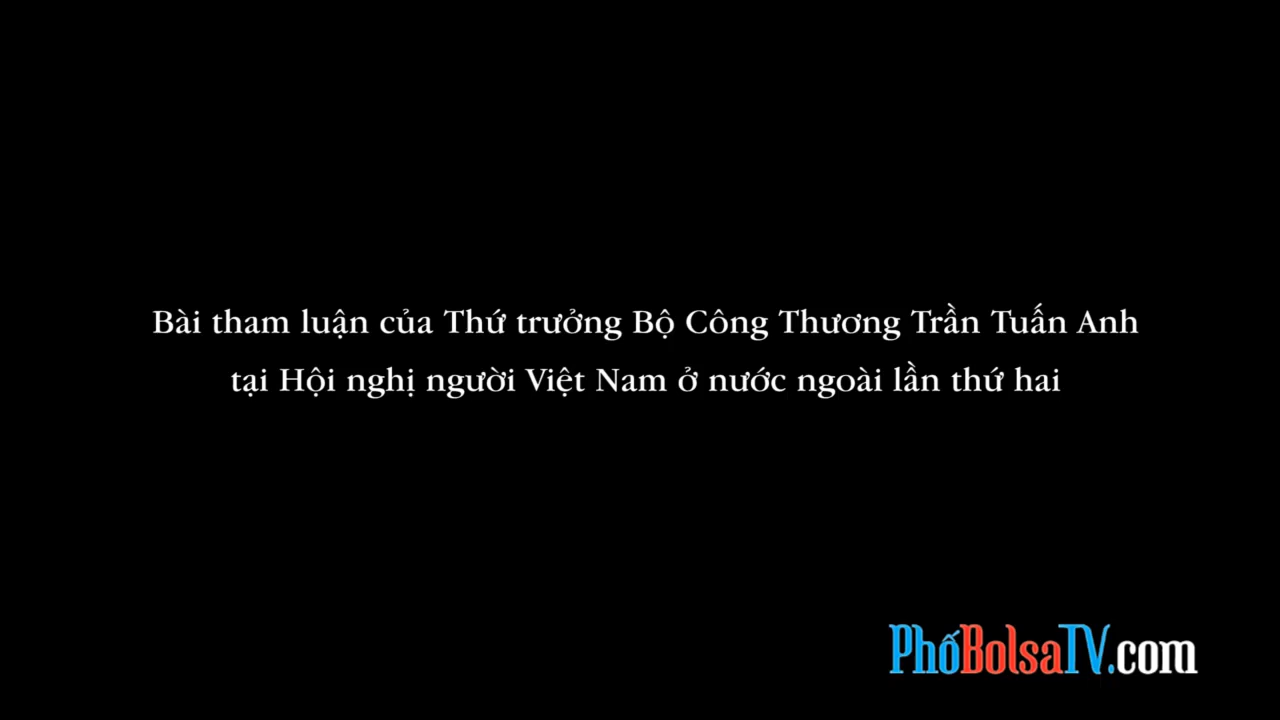 Bài tham luận của Thứ trưởng Bộ Công Thương Trần Tuấn Anh
tại Hội nghị người Việt Nam ở nước ngoài lần thứ hai
PhốBolsaTV.com